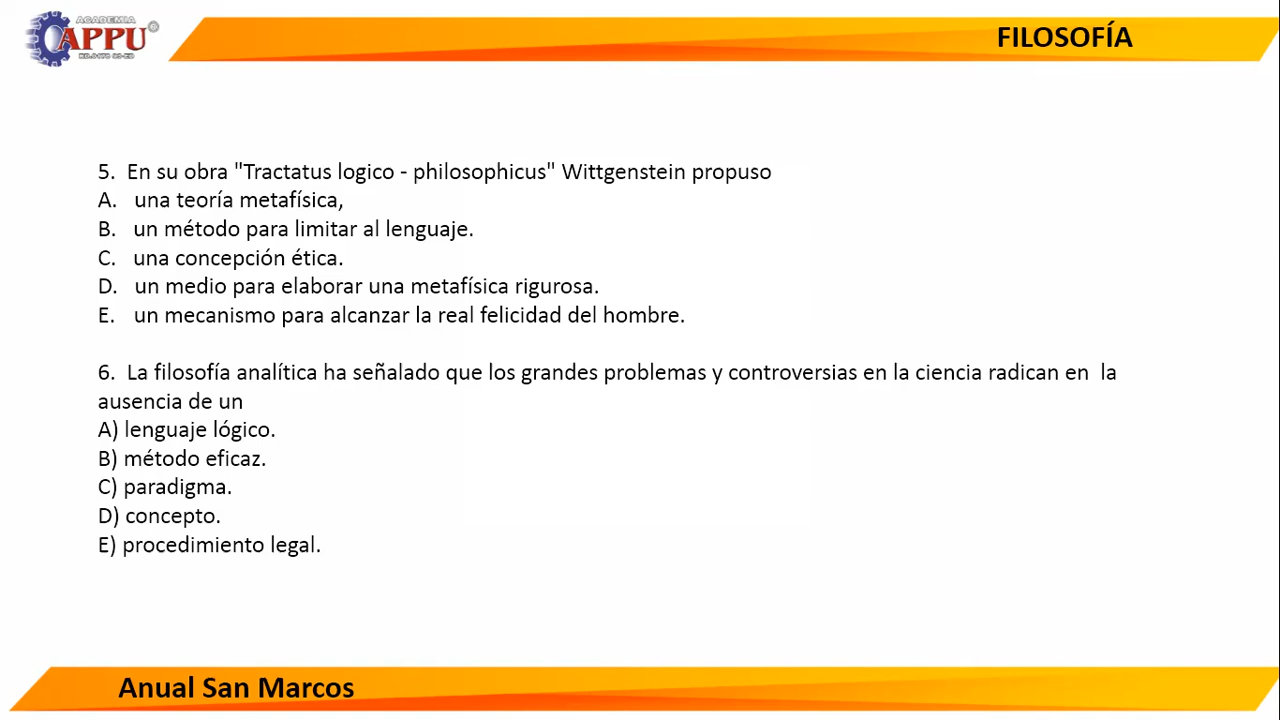 ACADEMIA
APPU
FILOSOFÍA
5. En su obra "Tractatus logico - philosophicus" Wittgenstein propuso
A. una teoría metafísica,
B. un método para limitar al lenguaje.
C. una concepción ética.
D. un medio para elaborar una metafísica rigurosa.
E. un mecanismo para alcanzar la real felicidad del hombre.
6. La filosofía analítica ha señalado que los grandes problemas y controversias en la ciencia radican en la
ausencia de un
A) lenguaje lógico.
B) método eficaz.
C) paradigma.
D) concepto.
E) procedimiento legal.
Anual San Marcos